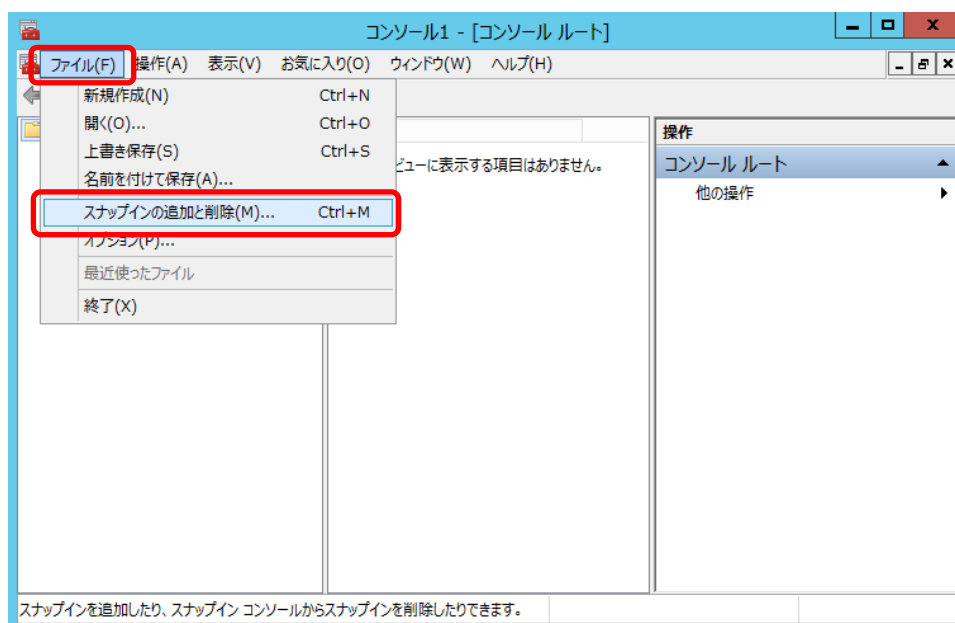 コンソール1 - [コンソール ルート]
ファイル(F) 操作(A) 表示(V) お気に入り(O) ウィンドウ(W) ヘルプ(H)
新規作成(N) Ctrl+N
開く(O)... Ctrl+O
上書き保存(S) Ctrl+S
名前を付けて保存(A)...
スナップインの追加と削除(M)... Ctrl+M
オプション(P)...
最近使ったファイル
終了(X)
ビューに表示する項目はありません。
操作
コンソール ルート
他の操作
スナップインを追加したり、スナップイン コンソールからスナップインを削除したりできます。